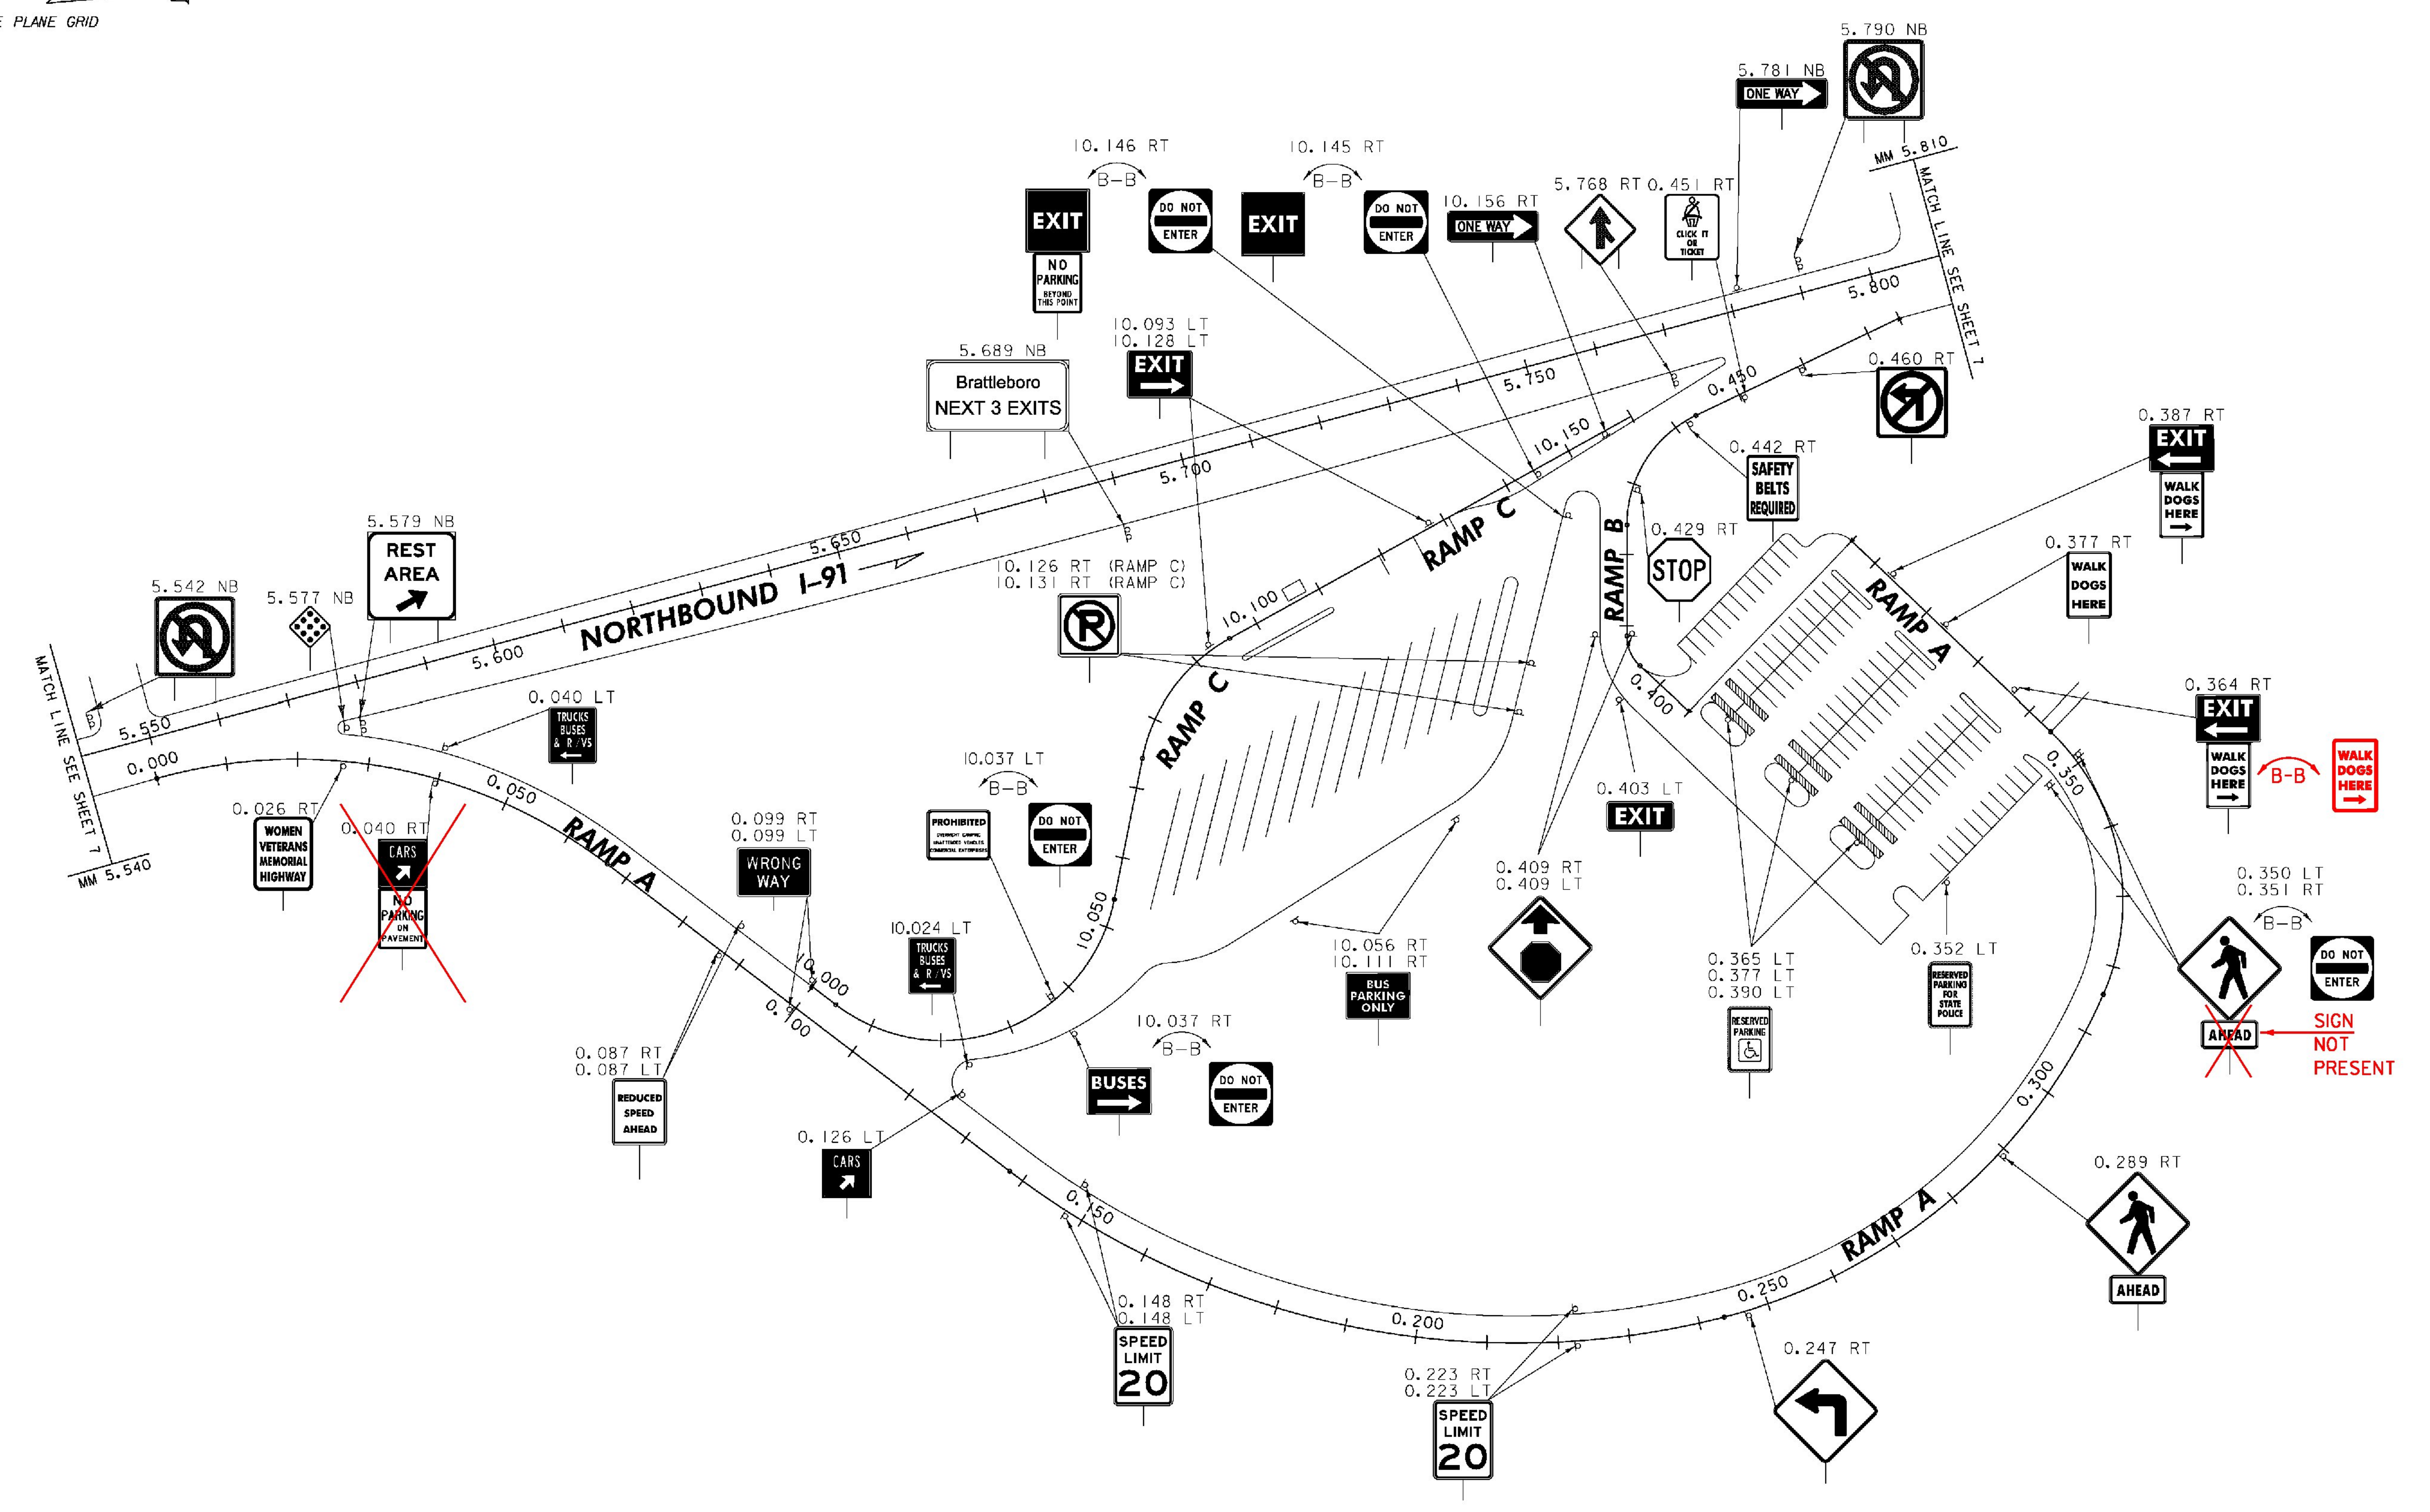 E PLANE GRID
5.790 NB
5.781 NB
ONE WAY
MM 5.810
MATCH LINE SEE SHEET 7
10.146 RT
B-B
EXIT
NO
PARKING
BEYOND
THIS POINT
DO NOT
ENTER
10.145 RT
B-B
EXIT
DO NOT
ENTER
10.156 RT
ONE WAY
5.768 RT
0.451 RT
CLICK IT
OR
TICKET
5.800
10.093 LT
10.128 LT
EXIT
5.689 NB
Brattleboro
NEXT 3 EXITS
5.750
0.450
0.460 RT
10.150
5.700
0.442 RT
SAFETY
BELTS
REQUIRED
0.387 RT
EXIT
WALK
DOGS
HERE
0.377 RT
WALK
DOGS
HERE
5.579 NB
REST
AREA
5.650
NORTHBOUND I-91
RAMP C
RAMP B
0.429 RT
STOP
RAMP A
10.126 RT (RAMP C)
10.131 RT (RAMP C)
P
10.100
5.542 NB
5.577 NB
5.600
MATCH LINE SEE SHEET 7
5.550
0.000
MM 5.540
0.040 LT
TRUCKS
BUSES
& R/VS
RAMP C
0.400
0.364 RT
EXIT
WALK
DOGS
HERE
B-B
WALK
DOGS
HERE
0.350
0.026 RT
WOMEN
VETERANS
MEMORIAL
HIGHWAY
0.040 RT
CARS
NO
PARKING
ON
PAVEMENT
0.050
RAMP A
0.099 RT
0.099 LT
WRONG
WAY
10.037 LT
B-B
PROHIBITED
OVERNIGHT CAMPING
UNATTENDED VEHICLES
COMMERCIAL ENTERPRISES
DO NOT
ENTER
10.050
0.403 LT
EXIT
0.409 RT
0.409 LT
0.350 LT
0.351 RT
B-B
DO NOT
ENTER
AHEAD
SIGN
NOT
PRESENT
10.024 LT
TRUCKS
BUSES
& R/VS
10.000
0.100
10.056 RT
10.111 RT
BUS
PARKING
ONLY
0.365 LT
0.377 LT
0.390 LT
RESERVED
PARKING
0.352 LT
RESERVED
PARKING
FOR
STATE
POLICE
0.087 RT
0.087 LT
REDUCED
SPEED
AHEAD
10.037 RT
B-B
BUSES
DO NOT
ENTER
0.300
0.126 LT
CARS
0.150
0.289 RT
AHEAD
RAMP A
0.148 RT
0.148 LT
SPEED
LIMIT
20
0.200
0.250
0.223 RT
0.223 LT
SPEED
LIMIT
20
0.247 RT